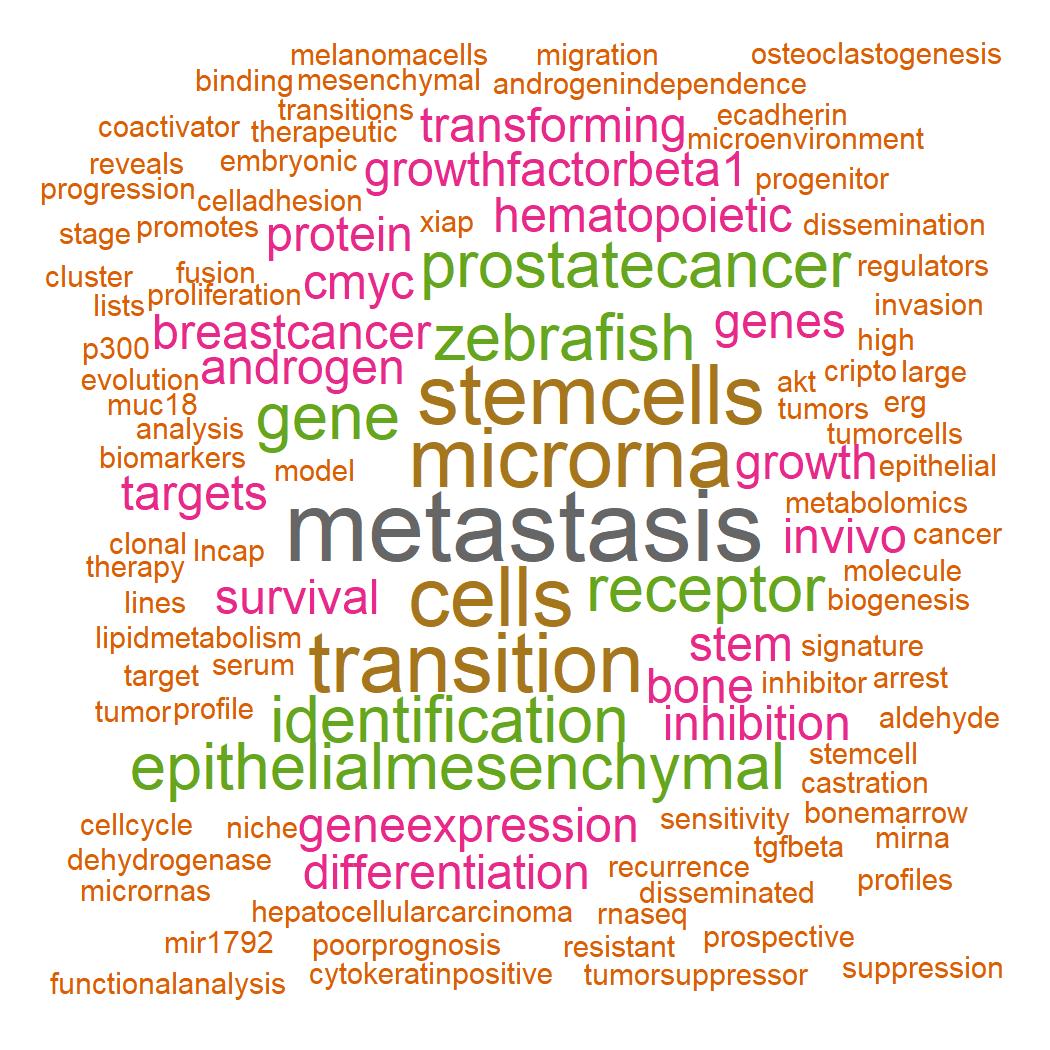 melanomacells migration osteoclastogenesis
binding mesenchymal androgenindependence
transitions transforming ecadherin
coactivator therapeutic microenvironment
reveals embryonic growthfactorbeta1 progenitor
progression celladhesion
stage promotes protein xiap hematopoietic dissemination
cluster fusion cmyc prostatecancer regulators
lists proliferation invasion
breastcancer zebrafish genes high
p300 androgen
evolution stemcells akt cripto large
muc18 gene tumors erg
analysis tumorcells
biomarkers model microrna growth epithelial
targets metabolomics
metastasis invivo cancer
clonal lncap
therapy receptor molecule
lines survival cells biogenesis
lipidmetabolism transition stem signature
target serum bone inhibitor arrest
tumor profile identification inhibition aldehyde
epithelialmesenchymal stemcell
castration
cellcycle niche geneexpression sensitivity bonemarrow
tgfbeta mirna
dehydrogenase differentiation recurrence
micrornas disseminated profiles
hepatocellularcarcinoma rnaseq
mir1792 poorprognosis resistant prospective
functionalanalysis cytokeratinpositive tumorsuppressor suppression